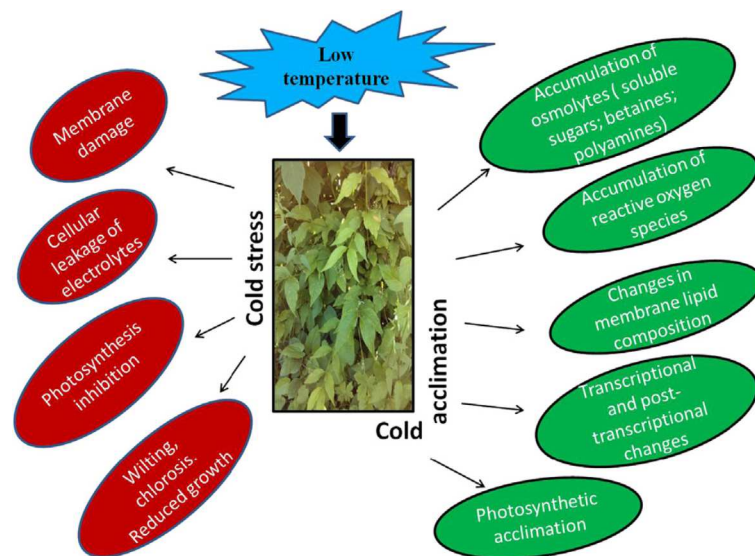 Low
temperature
Membrane
damage
Cellular
leakage of
electrolytes
Photosynthesis
inhibition
Wilting,
chlorosis.
Reduced growth
Cold stress
Cold
acclimation
Accumulation of
osmolytes ( soluble
sugars; betaines;
polyamines)
Accumulation of
reactive oxygen
species
Changes in
membrane lipid
composition
Transcriptional
and post-
transcriptional
changes
Photosynthetic
acclimation